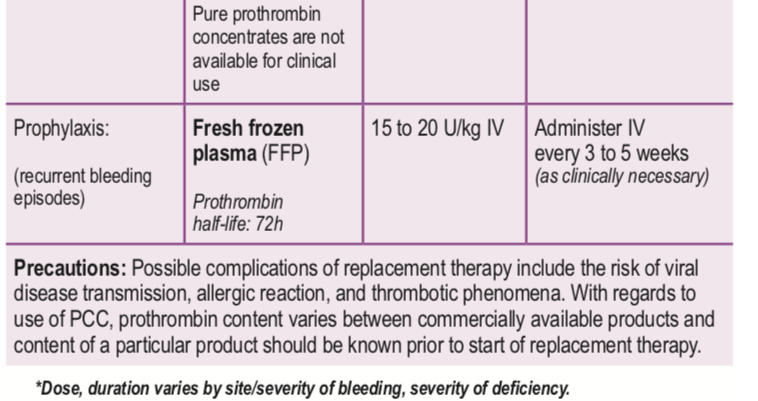 Pure prothrombin
concentrates are not
available for clinical
use
Prophylaxis:
(recurrent bleeding
episodes)
Fresh frozen
plasma (FFP)
Prothrombin
half-life: 72h
15 to 20 U/kg IV
Administer IV
every 3 to 5 weeks
(as clinically necessary)
Precautions: Possible complications of replacement therapy include the risk of viral
disease transmission, allergic reaction, and thrombotic phenomena. With regards to
use of PCC, prothrombin content varies between commercially available products and
content of a particular product should be known prior to start of replacement therapy.
*Dose, duration varies by site/severity of bleeding, severity of deficiency.